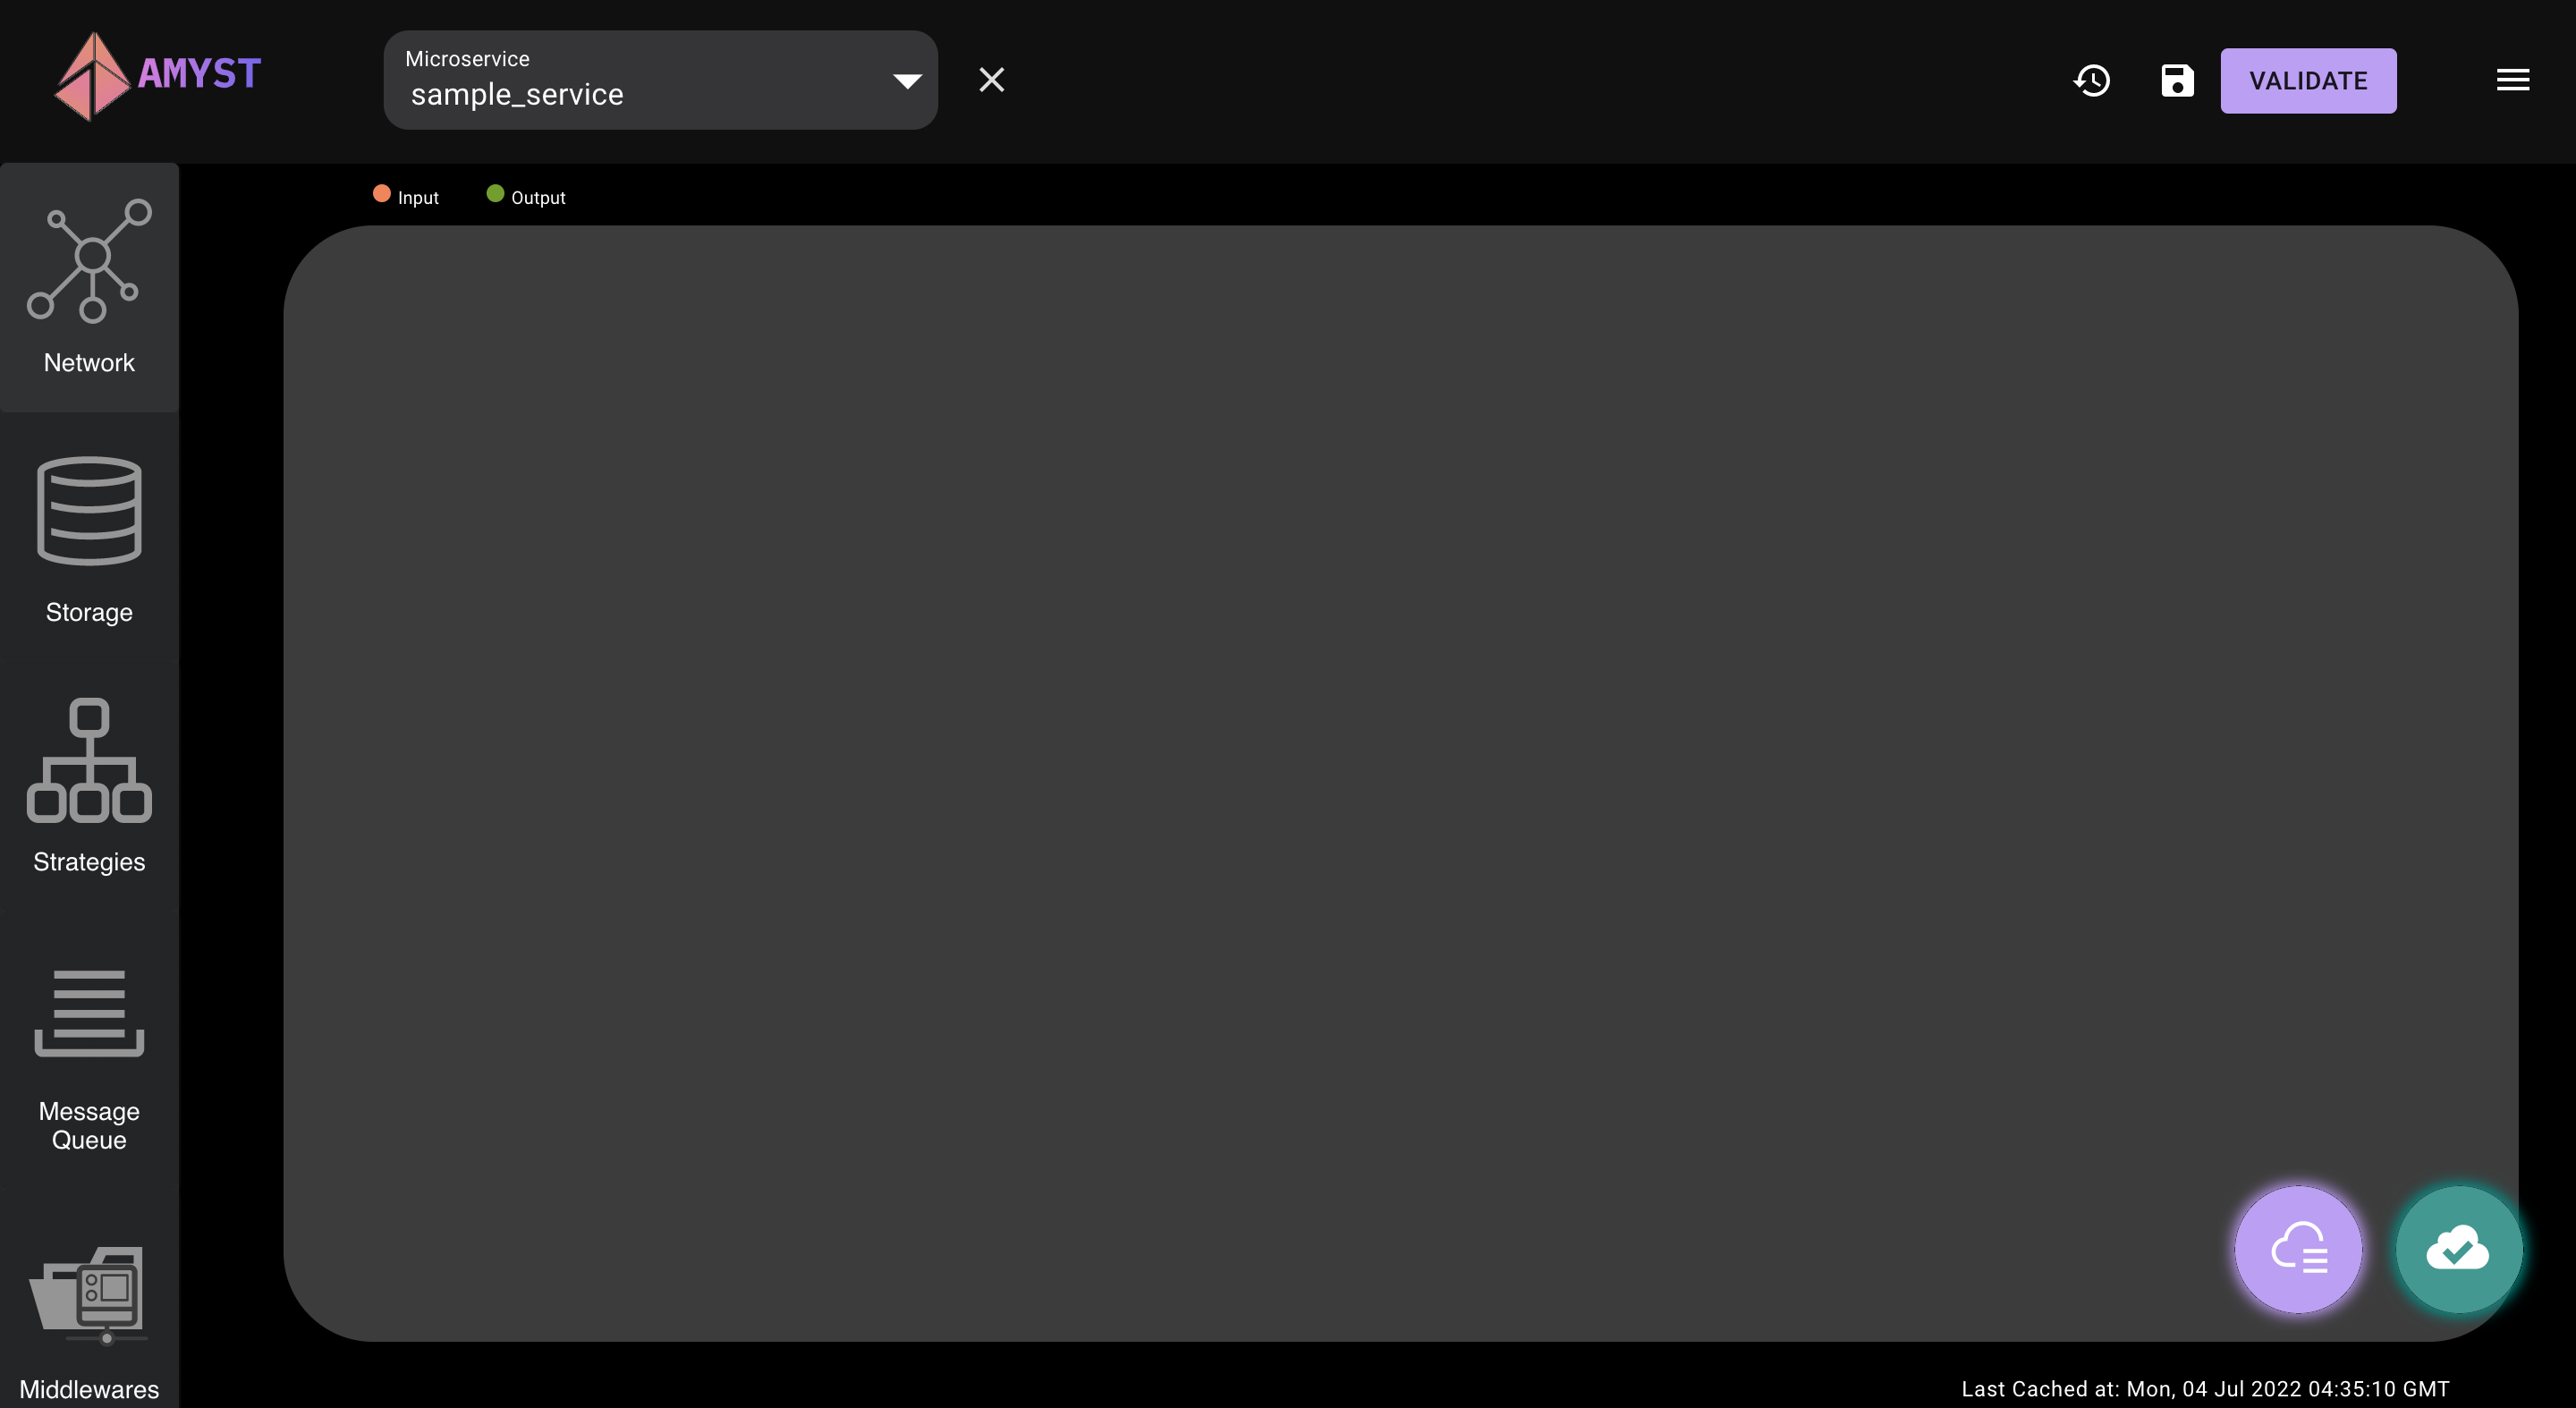 AMYST
Microservice
sample_service
VALIDATE
Input
Output
Network
Storage
Strategies
Message
Queue
Middlewares
Last Cached at: Mon, 04 Jul 2022 04:35:10 GMT